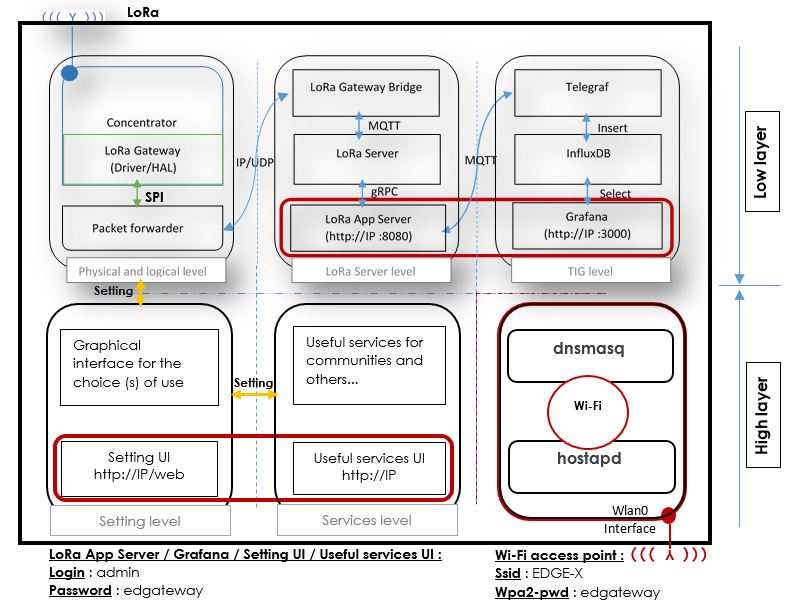 LoRa
Concentrator
LoRa Gateway
(Driver/HAL)
SPI
Packet forwarder
Physical and logical level
IP/UDP
LoRa Gateway Bridge
MQTT
LoRa Server
gRPC
LoRa App Server
(http://IP :8080)
LoRa Server level
MQTT
Telegraf
Insert
InfluxDB
Select
Grafana
(http://IP :3000)
TIG level
Low layer
Setting
Graphical
interface for the
choice (s) of use
Setting UI
http://IP/web
Setting level
Setting
Useful services for
communities and
others...
Useful services UI
http://IP
Services level
dnsmasq
Wi-Fi
hostapd
Wlan0
Interface
High layer
LoRa App Server / Grafana / Setting UI / Useful services UI :
Login : admin
Password : edgateway
Wi-Fi access point :
Ssid : EDGE-X
Wpa2-pwd : edgateway